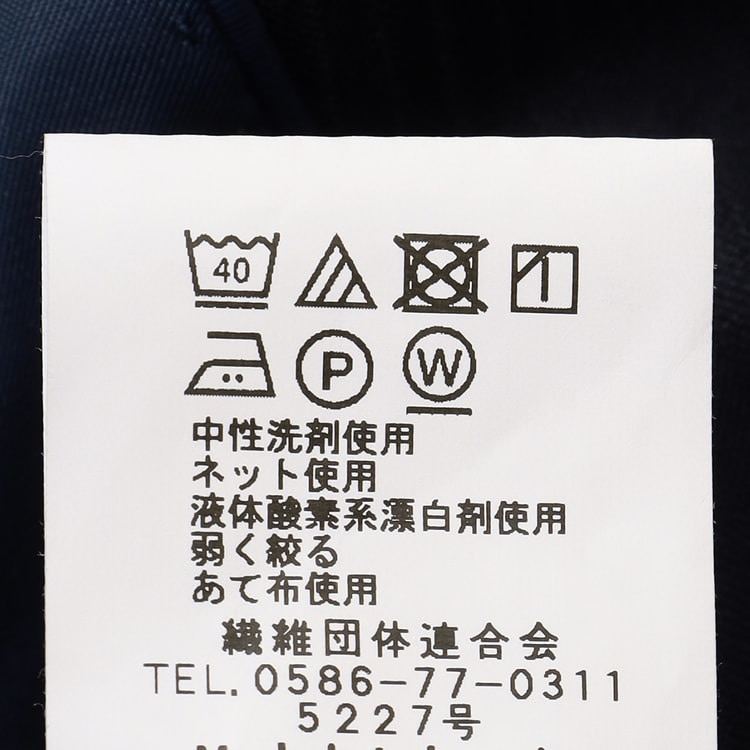 40
P W
中性洗剤使用
ネット使用
液体酸素系漂白剤使用
弱く絞る
あて布使用
繊維団体連合会
TEL.0586-77-0311
5227号